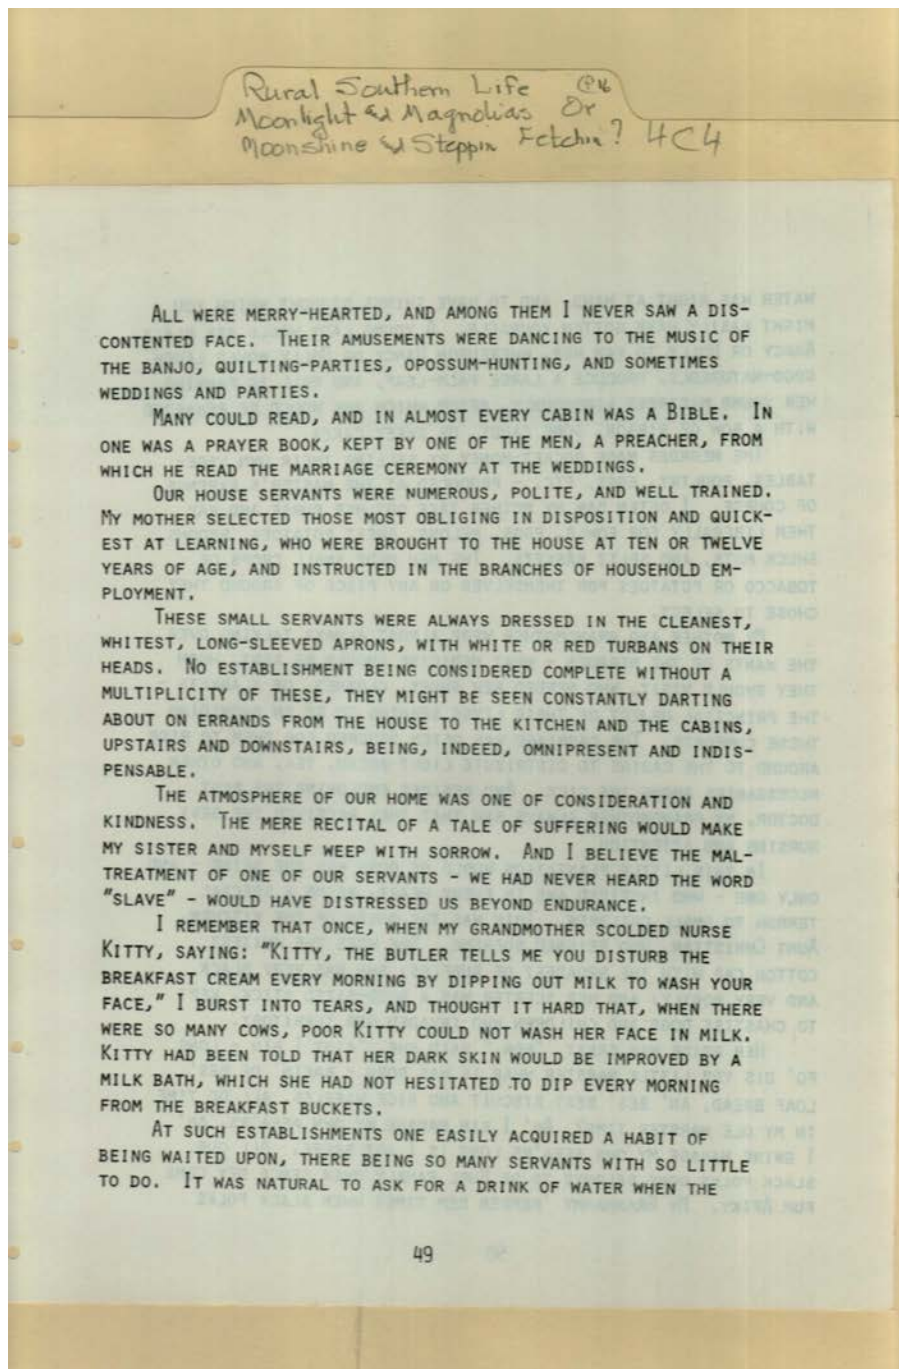 Rural Southern Life
Moonlight & Magnolias Or
Moonshine & Steppin Fetchin? 4C4
All were merry-hearted, and among them I never saw a dis-
contented face. Their amusements were dancing to the music of
the banjo, quilting-parties, opossum-hunting, and sometimes
weddings and parties.
Many could read, and in almost every cabin was a Bible. In
one was a prayer book, kept by one of the men, a preacher, from
which he read the marriage ceremony at the weddings.
Our house servants were numerous, polite, and well trained.
My mother selected those most obliging in disposition and quick-
est at learning, who were brought to the house at ten or twelve
years of age, and instructed in the branches of household em-
ployment.
These small servants were always dressed in the cleanest,
whitest, long-sleeved aprons, with white or red turbans on their
heads. No establishment being considered complete without a
multiplicity of these, they might be seen constantly darting
about on errands from the house to the kitchen and the cabins,
upstairs and downstairs, being, indeed, omnipresent and indis-
pensable.
The atmosphere of our home was one of consideration and
kindness. The mere recital of a tale of suffering would make
my sister and myself weep with sorrow. And I believe the mal-
treatment of one of our servants - we had never heard the word
"slave" - would have distressed us beyond endurance.
I remember that once, when my grandmother scolded nurse
Kitty, saying: "Kitty, the butler tells me you disturb the
breakfast cream every morning by dipping out milk to wash your
face," I burst into tears, and thought it hard that, when there
were so many cows, poor Kitty could not wash her face in milk.
Kitty had been told that her dark skin would be improved by a
milk bath, which she had not hesitated to dip every morning
from the breakfast buckets.
At such establishments one easily acquired a habit of
being waited upon, there being so many servants with so little
to do. It was natural to ask for a drink of water when the
49